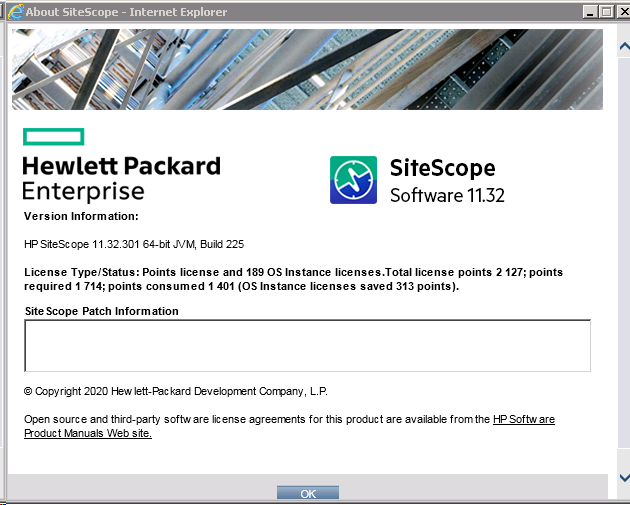 About SiteScope - Internet Explorer
Hewlett Packard
Enterprise
SiteScope
Software 11.32
Version Information:
HP SiteScope 11.32.301 64-bit JVM, Build 225
License Type/Status: Points license and 189 OS Instance licenses.Total license points 2 127; points
required 1 714; points consumed 1 401 (OS Instance licenses saved 313 points).
SiteScope Patch Information
© Copyright 2020 Hewlett-Packard Development Company, L.P.
Open source and third-party software license agreements for this product are available from the HP Software
Product Manuals Web site.
OK